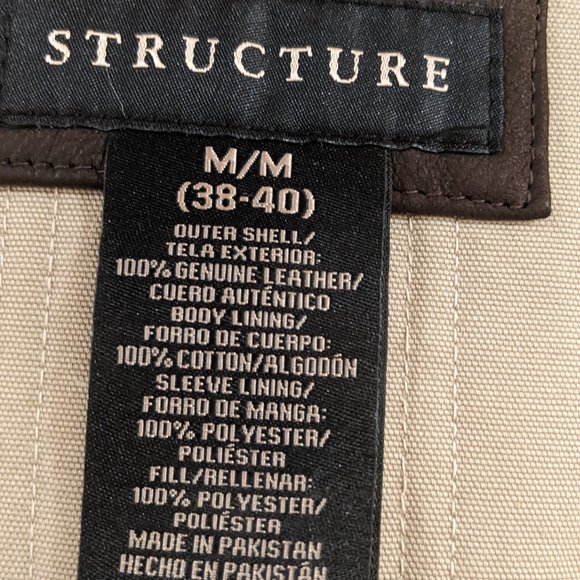 STRUCTURE
M/M
(38-40)
OUTER SHELL/
TELA EXTERIOR:
100% GENUINE LEATHER/
CUERO AUTÉNTICO
BODY LINING/
FORRO DE CUERPO:
100% COTTON/ALGODÓN
SLEEVE LINING/
FORRO DE MANGA:
100% POLYESTER/
POLIÉSTER
FILL/RELLENAR:
100% POLYESTER/
POLIÉSTER
MADE IN PAKISTAN
HECHO EN PAKISTÁN